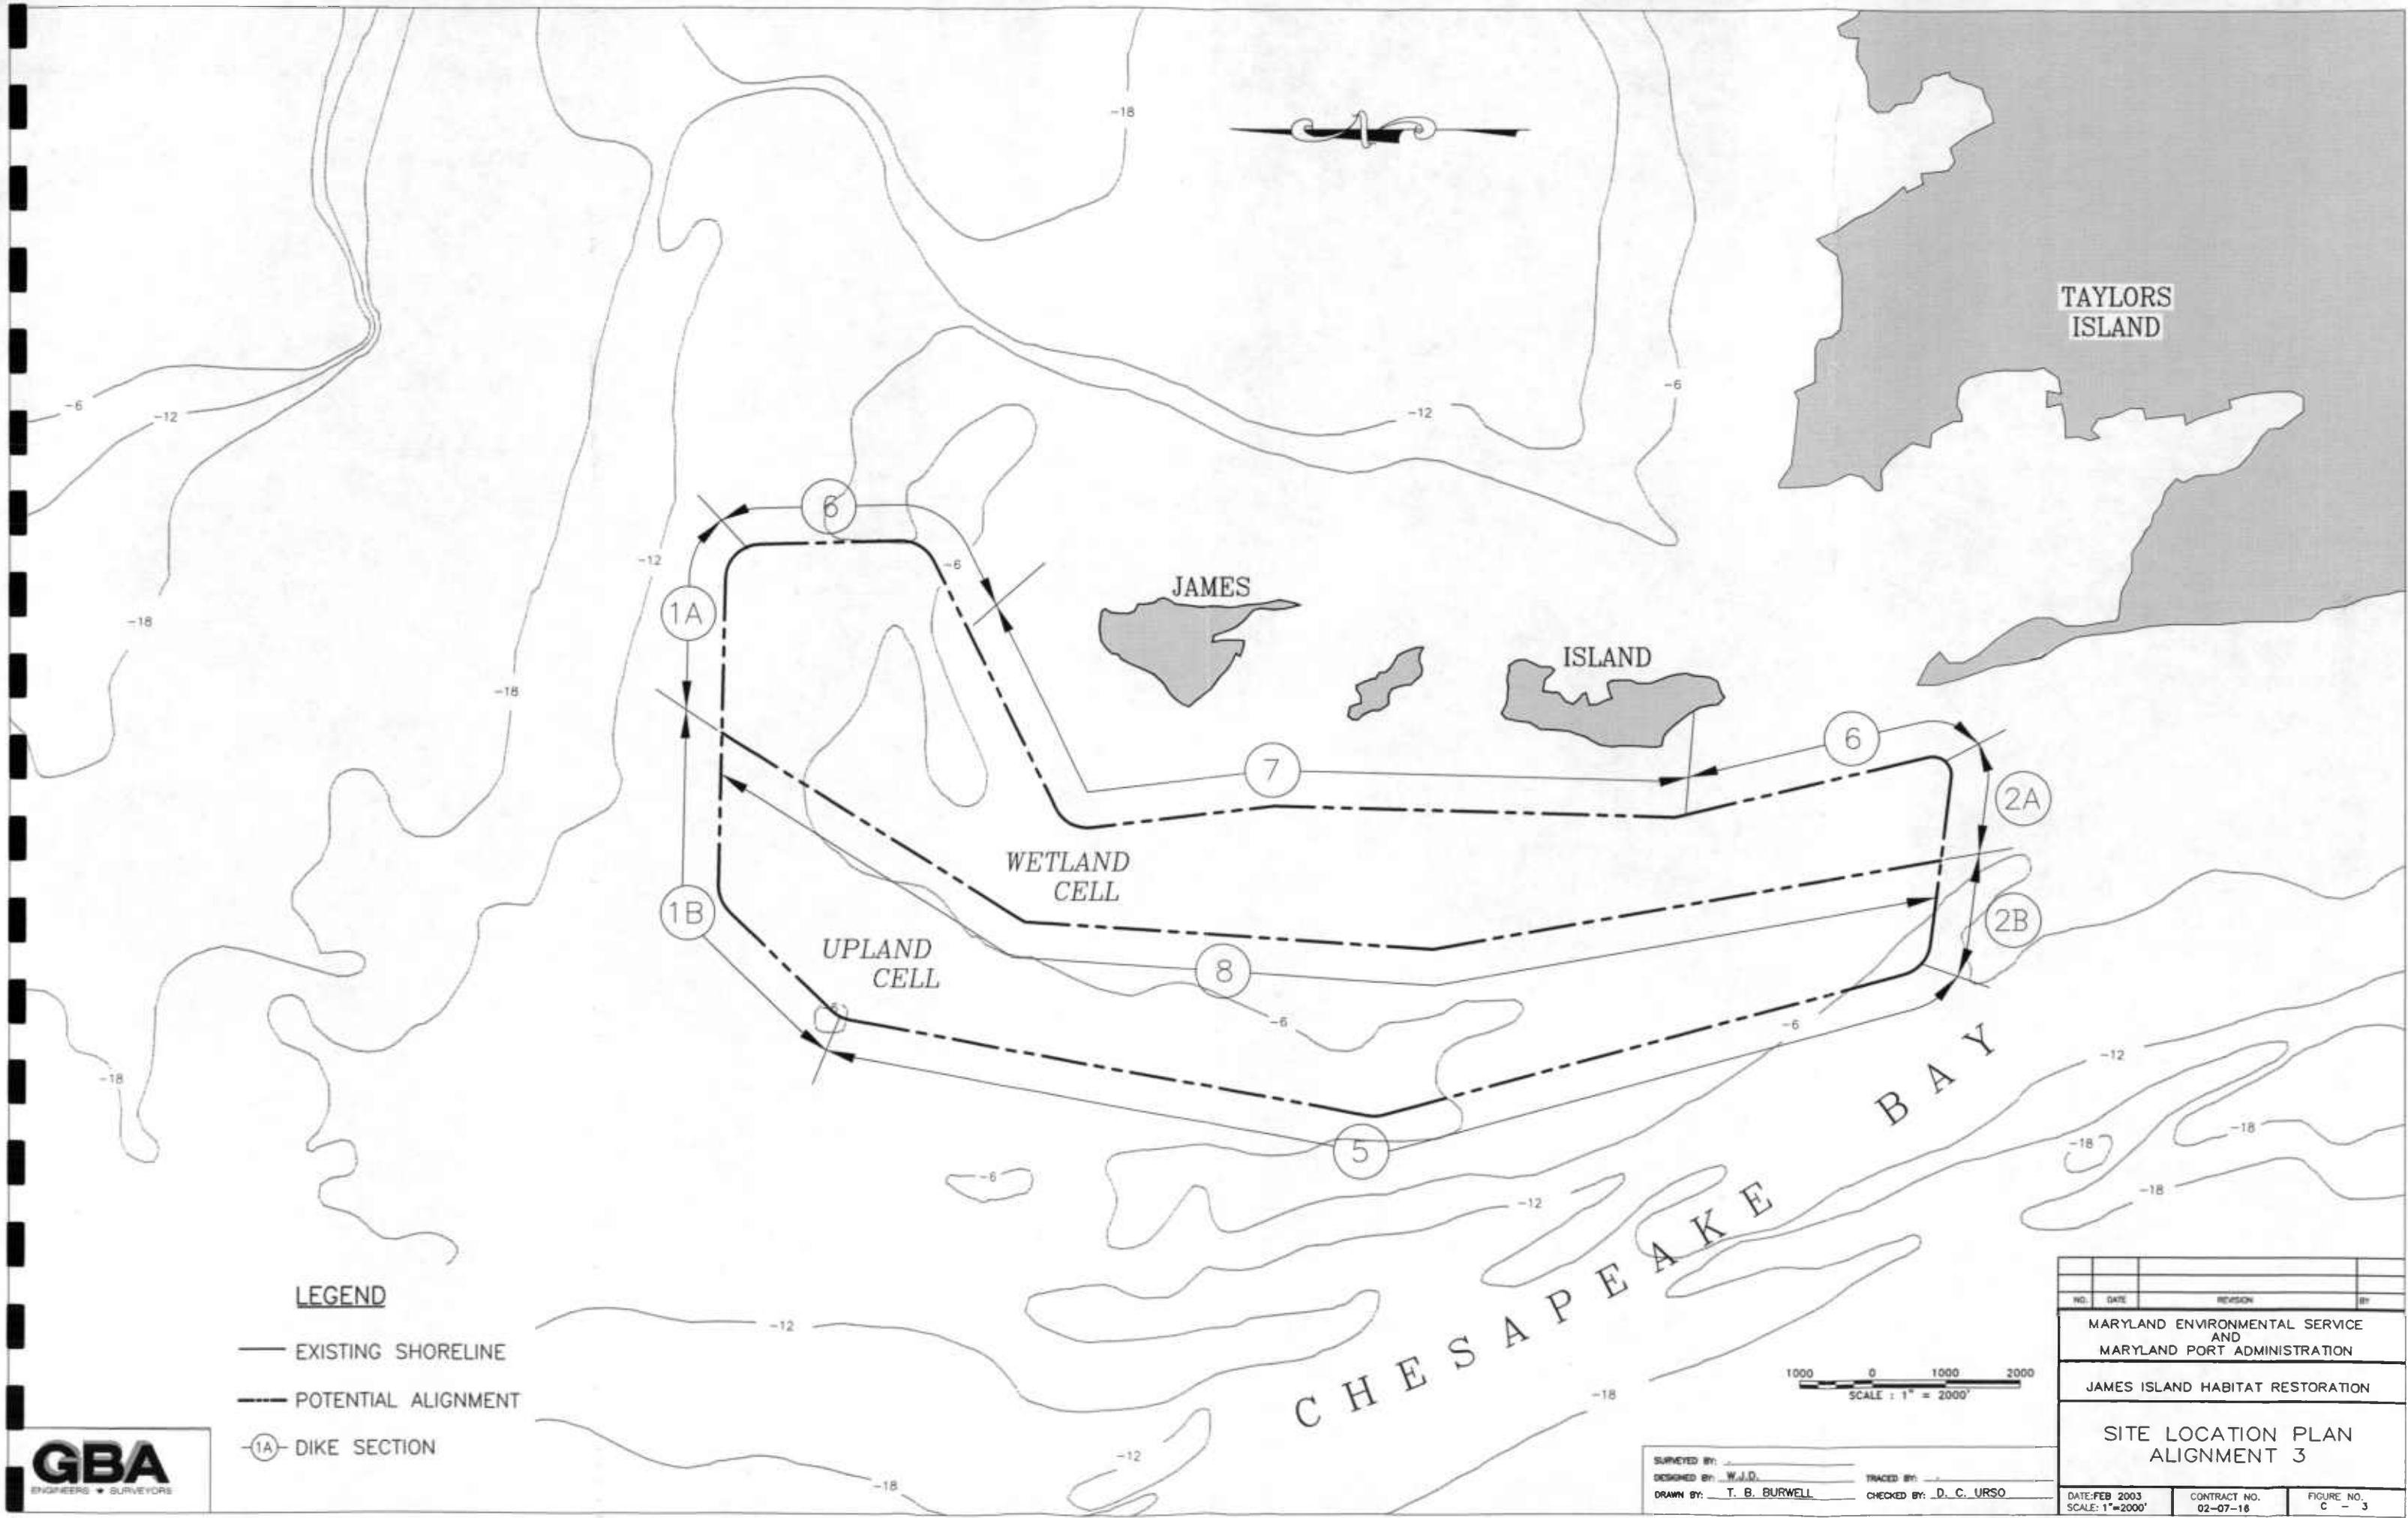 -18
TAYLORS
ISLAND
-6
-12
-6
-12
6
-12
-6
JAMES
1A
-18
ISLAND
-18
6
7
2A
WETLAND
CELL
1B
2B
UPLAND
CELL
8
-6
-6
-6
-12
-18
5
-18
-18
-6
-18
-12
CHESAPEAKE BAY
LEGEND
EXISTING SHORELINE
POTENTIAL ALIGNMENT
1A DIKE SECTION
-12
-18
-12
-18
1000 0 1000 2000
SCALE : 1" = 2000'
GBA
ENGINEERS SURVEYORS
SURVEYED BY: -
DESIGNED BY: W.J.D. TRACED BY: -
DRAWN BY: T. B. BURWELL CHECKED BY: D. C. URSO
NO. DATE REVISION BY
MARYLAND ENVIRONMENTAL SERVICE
AND
MARYLAND PORT ADMINISTRATION
JAMES ISLAND HABITAT RESTORATION
SITE LOCATION PLAN
ALIGNMENT 3
DATE:FEB 2003
SCALE: 1"=2000'
CONTRACT NO.
02-07-16
FIGURE NO.
C - 3